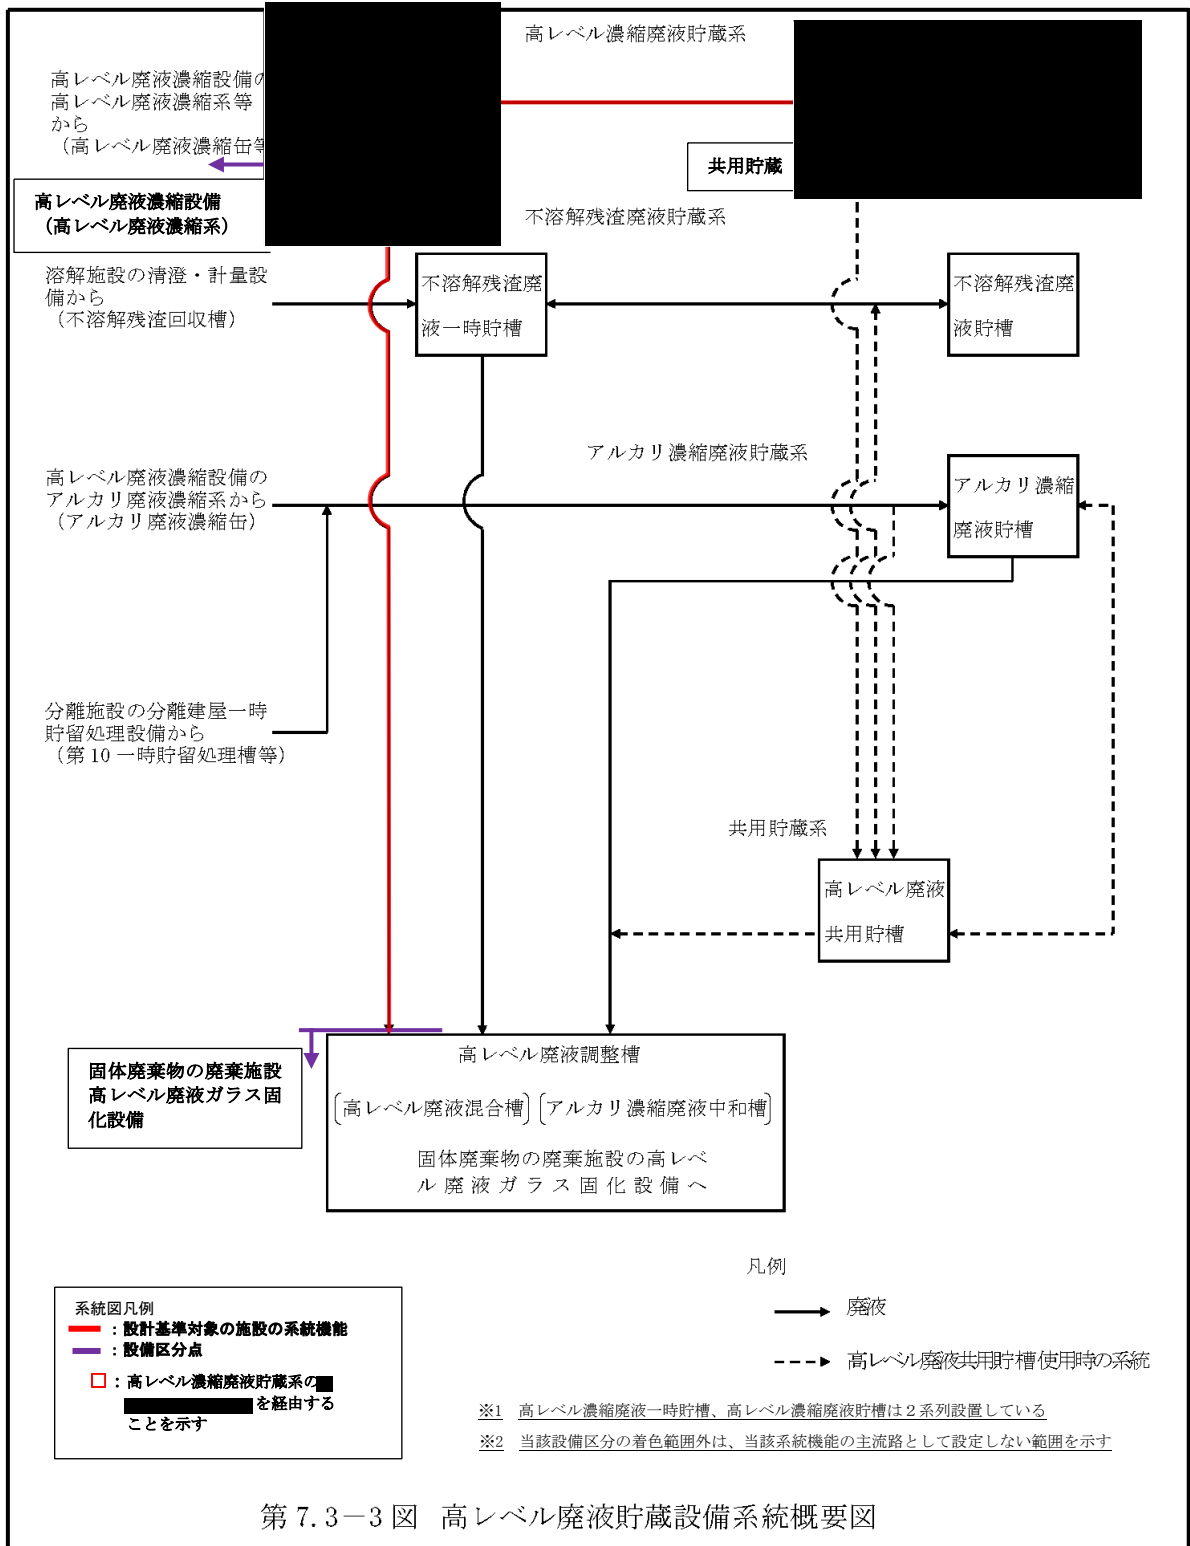 高レベル濃縮廃液貯蔵系
高レベル廃液濃縮設備の
高レベル廃液濃縮系等
から
（高レベル廃液濃縮缶等
共用貯蔵
高レベル廃液濃縮設備
（高レベル廃液濃縮系）
不溶解残渣廃液貯蔵系
溶解施設の清澄・計量設
備から
（不溶解残渣回収槽）
不溶解残渣廃
液一時貯槽
不溶解残渣廃
液貯槽
アルカリ濃縮廃液貯蔵系
高レベル廃液濃縮設備の
アルカリ廃液濃縮系から
（アルカリ廃液濃縮缶）
アルカリ濃縮
廃液貯槽
分離施設の分離建屋一時
貯留処理設備から
（第10一時貯留処理槽等）
共用貯蔵系
高レベル廃液
共用貯槽
固体廃棄物の廃棄施設
高レベル廃液ガラス固
化設備
高レベル廃液調整槽
〔高レベル廃液混合槽〕〔アルカリ濃縮廃液中和槽〕
固体廃棄物の廃棄施設の高レベ
ル廃液ガラス固化設備へ
凡例
廃液
高レベル廃液共用貯槽使用時の系統
系統図凡例
：設計基準対象の施設の系統機能
：設備区分点
：高レベル濃縮廃液貯蔵系の
を経由する
ことを示す
※1 高レベル濃縮廃液一時貯槽、高レベル濃縮廃液貯槽は２系列設置している
※2 当該設備区分の着色範囲外は、当該系統機能の主流路として設定しない範囲を示す
第7.3－3図 高レベル廃液貯蔵設備系統概要図